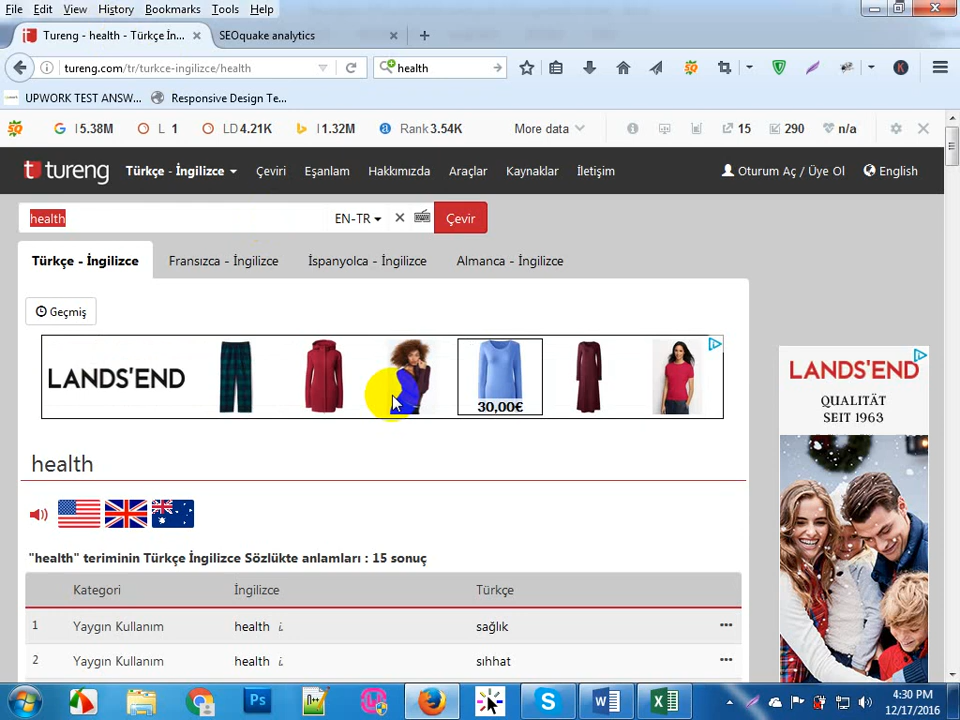 File Edit View History Bookmarks Tools Help
Tureng - health - Türkçe İn... SEOquake analytics
tureng.com/tr/turkce-ingilizce/health health
UPWORK TEST ANSW... Responsive Design Te...
I 5.38M L 1 LD 4.21K I 1.32M Rank 3.54K More data 15 290 n/a
tureng Türkçe - İngilizce Çeviri Eşanlam Hakkımızda Araçlar Kaynaklar İletişim Oturum Aç / Üye Ol English
health EN-TR Çevir
Türkçe - İngilizce Fransızca - İngilizce İspanyolca - İngilizce Almanca - İngilizce
Geçmiş
LANDS'END
30,00€
LANDS'END
QUALITÄT
SEIT 1963
health
"health" teriminin Türkçe İngilizce Sözlükte anlamları : 15 sonuç
Kategori İngilizce Türkçe
1 Yaygın Kullanım health i. sağlık
2 Yaygın Kullanım health i. sıhhat
Ps S W X
4:30 PM
12/17/2016